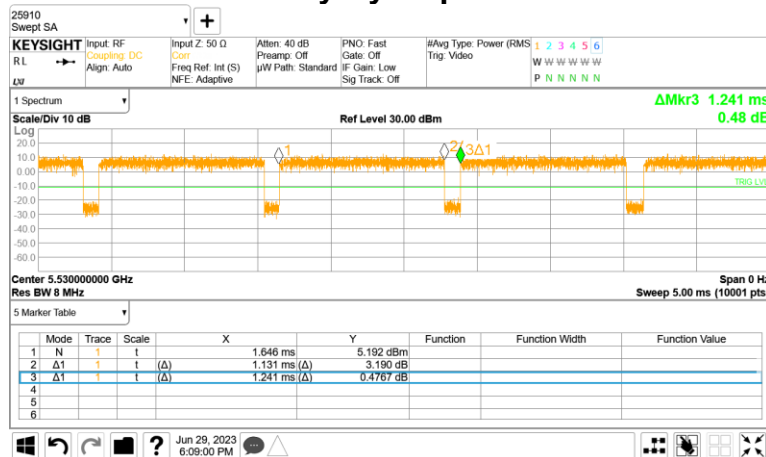 25910
Swept SA
+
KEYSIGHT Input: RF Input Z: 50 Ω Atten: 40 dB PNO: Fast #Avg Type: Power (RMS 1 2 3 4 5 6
RL Coupling: DC Corr Preamp: Off Gate: Off Trig: Video W W W W W W
Align: Auto Freq Ref: Int (S) µW Path: Standard IF Gain: Low
NFE: Adaptive Sig Track: Off P N N N N N
LXI
1 Spectrum
ΔMkr3 1.241 ms
Scale/Div 10 dB Ref Level 30.00 dBm 0.48 dB
Log
20.0
10.0
0.00
-10.0
-20.0
-30.0
-40.0
-50.0
-60.0
1
3Δ1
TRIG LVL
Center 5.530000000 GHz Span 0 Hz
Res BW 8 MHz Sweep 5.00 ms (10001 pts
5 Marker Table
Mode Trace Scale X Y Function Function Width Function Value
1 N 1 t 1.646 ms 5.192 dBm
2 Δ1 1 t (Δ) 1.131 ms (Δ) 3.190 dB
3 Δ1 1 t (Δ) 1.241 ms (Δ) 0.4767 dB
4
5
6
? Jun 29, 2023
6:09:00 PM